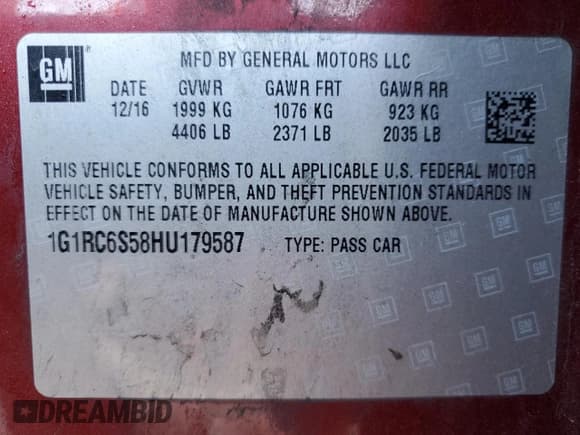 GM
MFD BY GENERAL MOTORS LLC
DATE GVWR GAWR FRT GAWR RR
12/16 1999 KG 1076 KG 923 KG
4406 LB 2371 LB 2035 LB
THIS VEHICLE CONFORMS TO ALL APPLICABLE U.S. FEDERAL MOTOR
VEHICLE SAFETY, BUMPER, AND THEFT PREVENTION STANDARDS IN
EFFECT ON THE DATE OF MANUFACTURE SHOWN ABOVE.
1G1RC6S58HU179587 TYPE: PASS CAR
DREAMBID